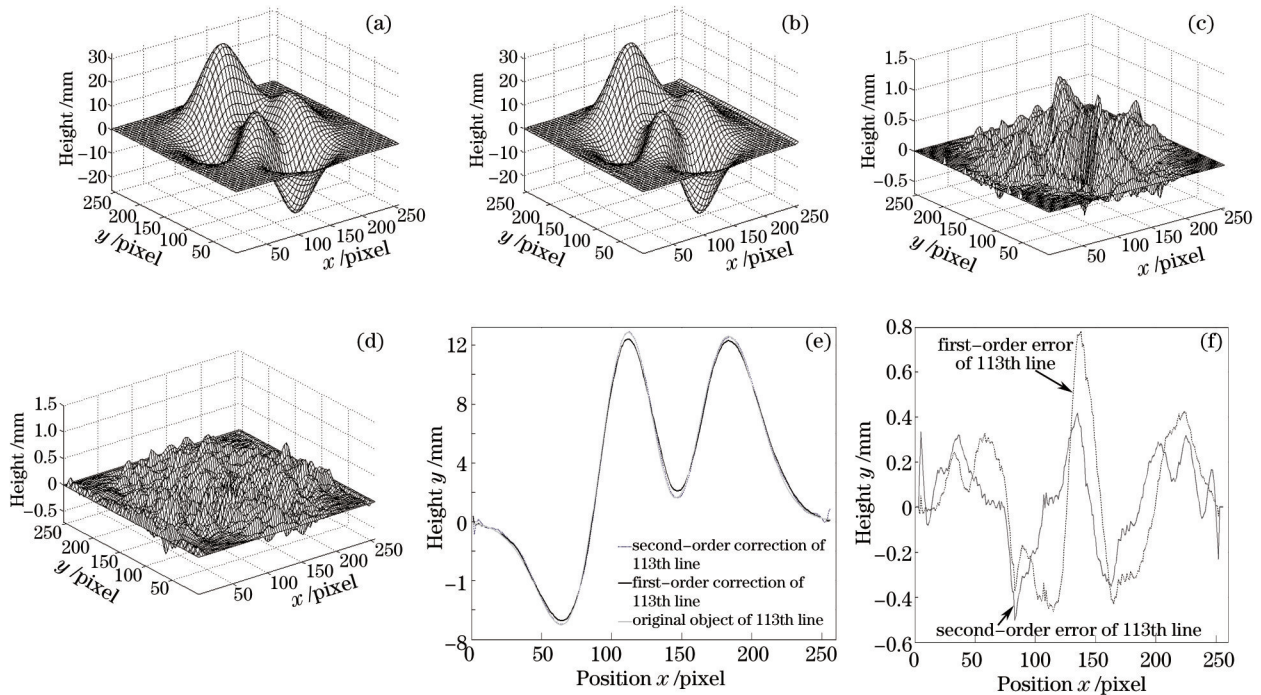 (a)
Height /mm
30
20
10
0
−10
−20
250
200
150
100
50
y /pixel
50
100
150
200
250
x /pixel
(b)
Height /mm
30
20
10
0
−10
−20
250
200
150
100
50
y /pixel
50
100
150
200
250
x /pixel
(c)
Height /mm
1.5
1.0
0.5
0
−0.5
250
200
150
100
50
y /pixel
50
100
150
200
250
x /pixel
(d)
Height /mm
1.5
1.0
0.5
0
−0.5
250
200
150
100
50
y /pixel
50
100
150
200
250
x /pixel
(e)
Height y /mm
12
8
4
0
−1
−8
second−order correction of
113th line
first−order correction of
113th line
original object of 113th line
0 50 100 150 200 250
Position x /pixel
(f)
Height y /mm
0.8
0.6
0.4
0.2
0
−0.2
−0.4
−0.6
first−order error
of 113th line
second−order error of 113th line
0 50 100 150 200 250
Position x /pixel